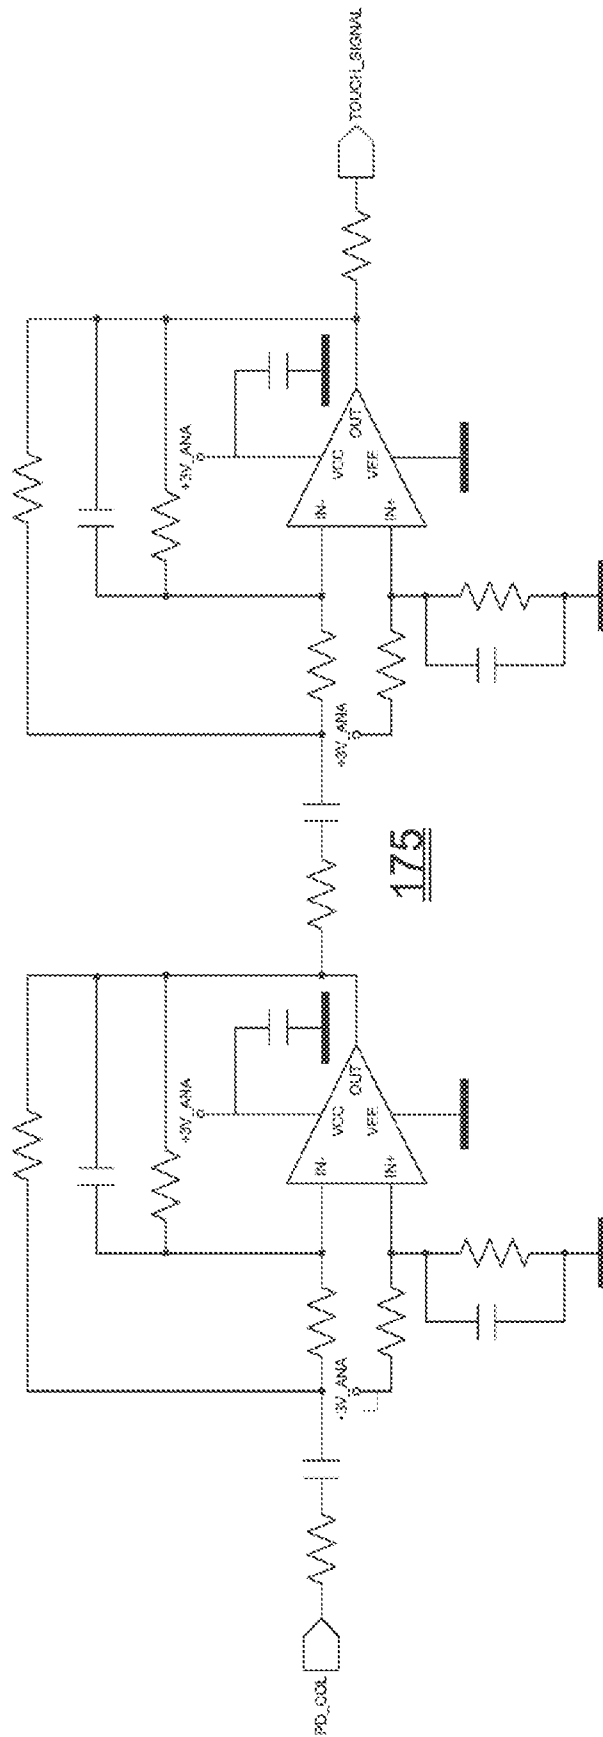 PD_COL
+3V_ANA
IN-
IN+
VCC
VEE
OUT
+3V_ANA
175
+3V_ANA
IN-
IN+
VCC
VEE
OUT
+3V_ANA
TOUCH_SIGNAL